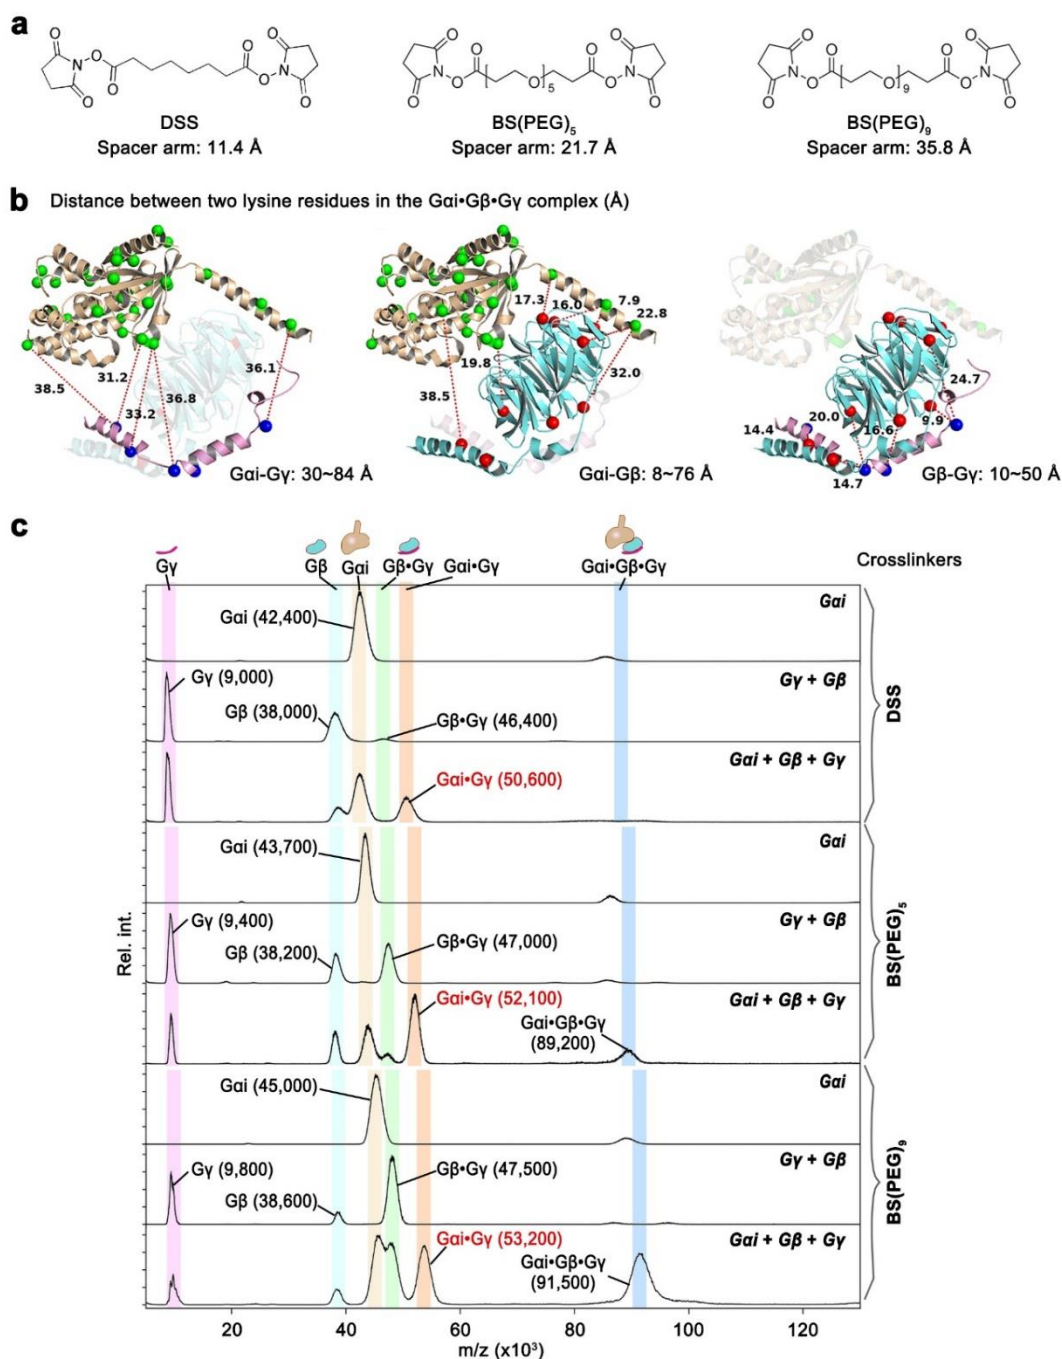 a
O
N
O
O
O
O
O
O
N
O
DSS
Spacer arm: 11.4 Å
O
N
O
O
O
O
5
O
O
O
N
O
BS(PEG)5
Spacer arm: 21.7 Å
O
N
O
O
O
O
9
O
O
O
N
O
BS(PEG)9
Spacer arm: 35.8 Å
b Distance between two lysine residues in the Gαi•Gβ•Gγ complex (Å)
38.5
31.2
33.2
36.8
36.1
Gαi-Gγ: 30~84 Å
17.3
16.0
7.9
22.8
19.8
38.5
32.0
Gαi-Gβ: 8~76 Å
24.7
20.0
9.9
16.6
14.4
14.7
Gβ-Gγ: 10~50 Å
c
Gγ Gβ Gαi Gβ•Gγ Gαi•Gγ Gαi•Gβ•Gγ Crosslinkers
Gαi (42,400)
Gαi
Gγ (9,000)
Gβ (38,000)
Gβ•Gγ (46,400)
Gγ + Gβ
Gαi•Gγ (50,600)
Gαi + Gβ + Gγ
DSS
Gαi (43,700)
Gαi
Gγ (9,400)
Gβ (38,200)
Gβ•Gγ (47,000)
Gγ + Gβ
Gαi•Gγ (52,100)
Gαi•Gβ•Gγ
(89,200)
Gαi + Gβ + Gγ
BS(PEG)5
Gαi (45,000)
Gαi
Gγ (9,800)
Gβ (38,600)
Gβ•Gγ (47,500)
Gγ + Gβ
Gαi•Gγ (53,200)
Gαi•Gβ•Gγ
(91,500)
Gαi + Gβ + Gγ
BS(PEG)9
Rel. int.
20 40 60 80 100 120
m/z (x10³)